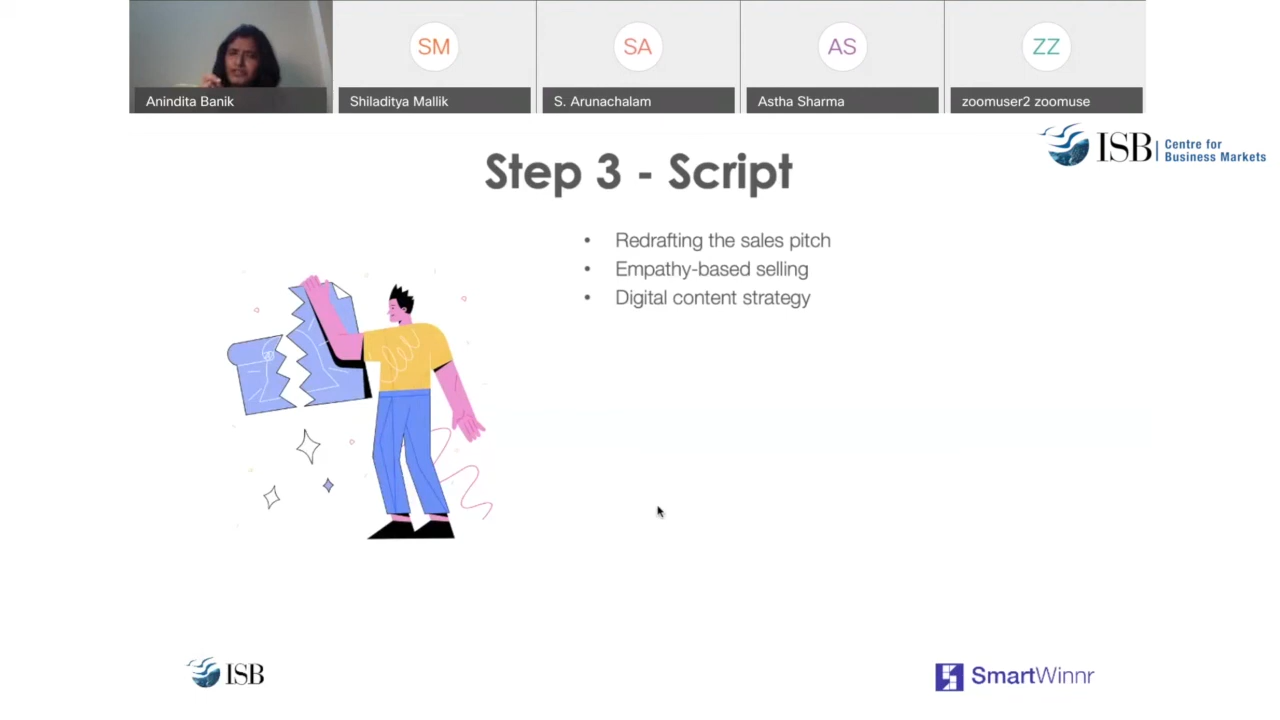 SM
SA
AS
ZZ
Anindita Banik
Shiladitya Mallik
S. Arunachalam
Astha Sharma
zoomuser2 zoomuse
ISB
Centre for
Business Markets
Step 3 - Script
• Redrafting the sales pitch
• Empathy-based selling
• Digital content strategy
ISB
SmartWinnr